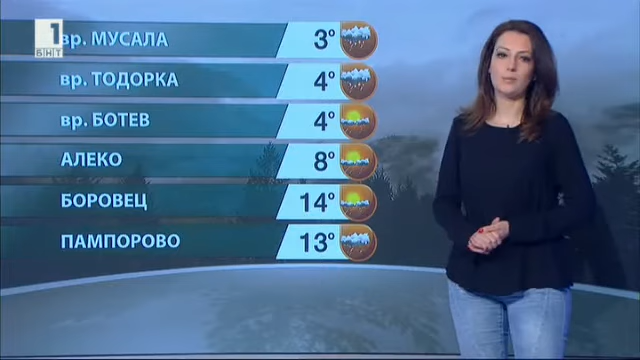 1
БНТ
вр. МУСАЛА 3°
вр. ТОДОРКА 4°
вр. БОТЕВ 4°
АЛЕКО 8°
БОРОВЕЦ 14°
ПАМПОРОВО 13°